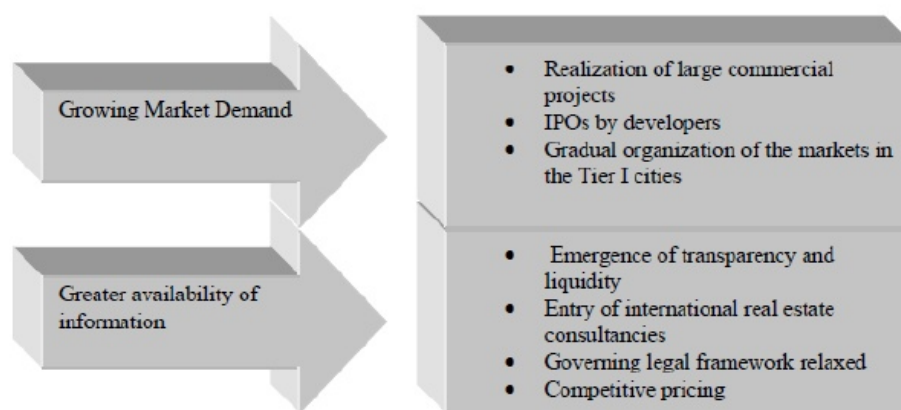 Growing Market Demand
• Realization of large commercial
projects
• IPOs by developers
• Gradual organization of the markets in
the Tier I cities
Greater availability of
information
• Emergence of transparency and
liquidity
• Entry of international real estate
consultancies
• Governing legal framework relaxed
• Competitive pricing